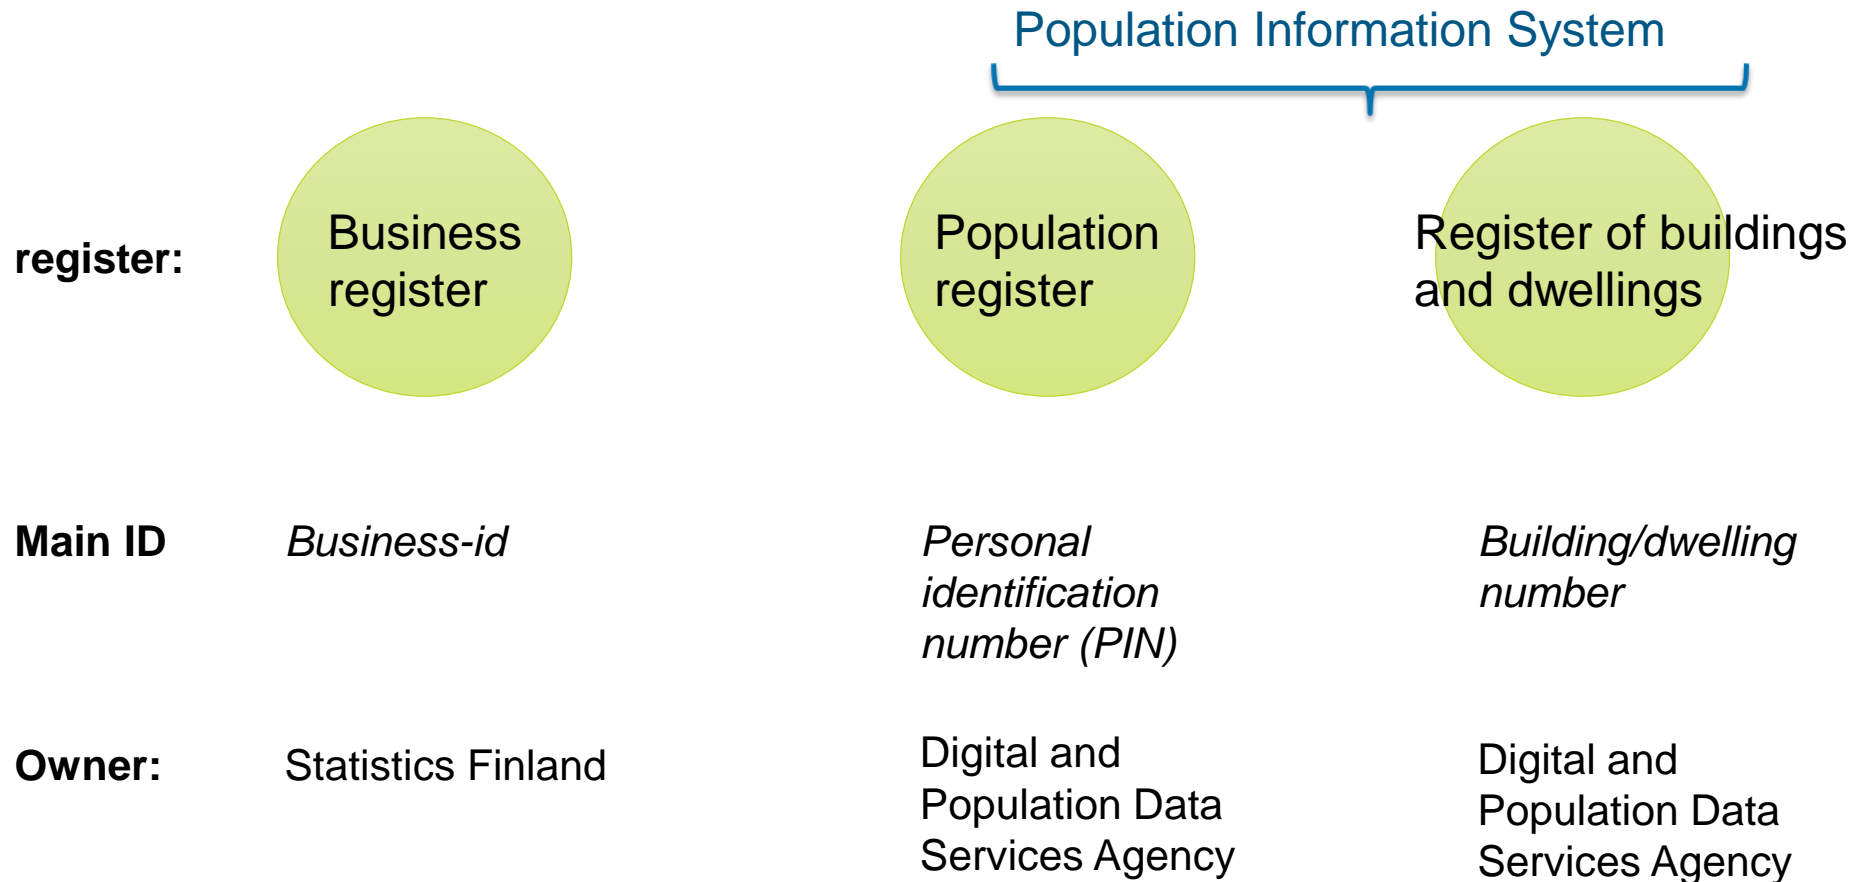 Population Information System
register:
Business
register
Population
register
Register of buildings
and dwellings
Main ID
Business-id
Personal
identification
number (PIN)
Building/dwelling
number
Owner:
Statistics Finland
Digital and
Population Data
Services Agency
Digital and
Population Data
Services Agency